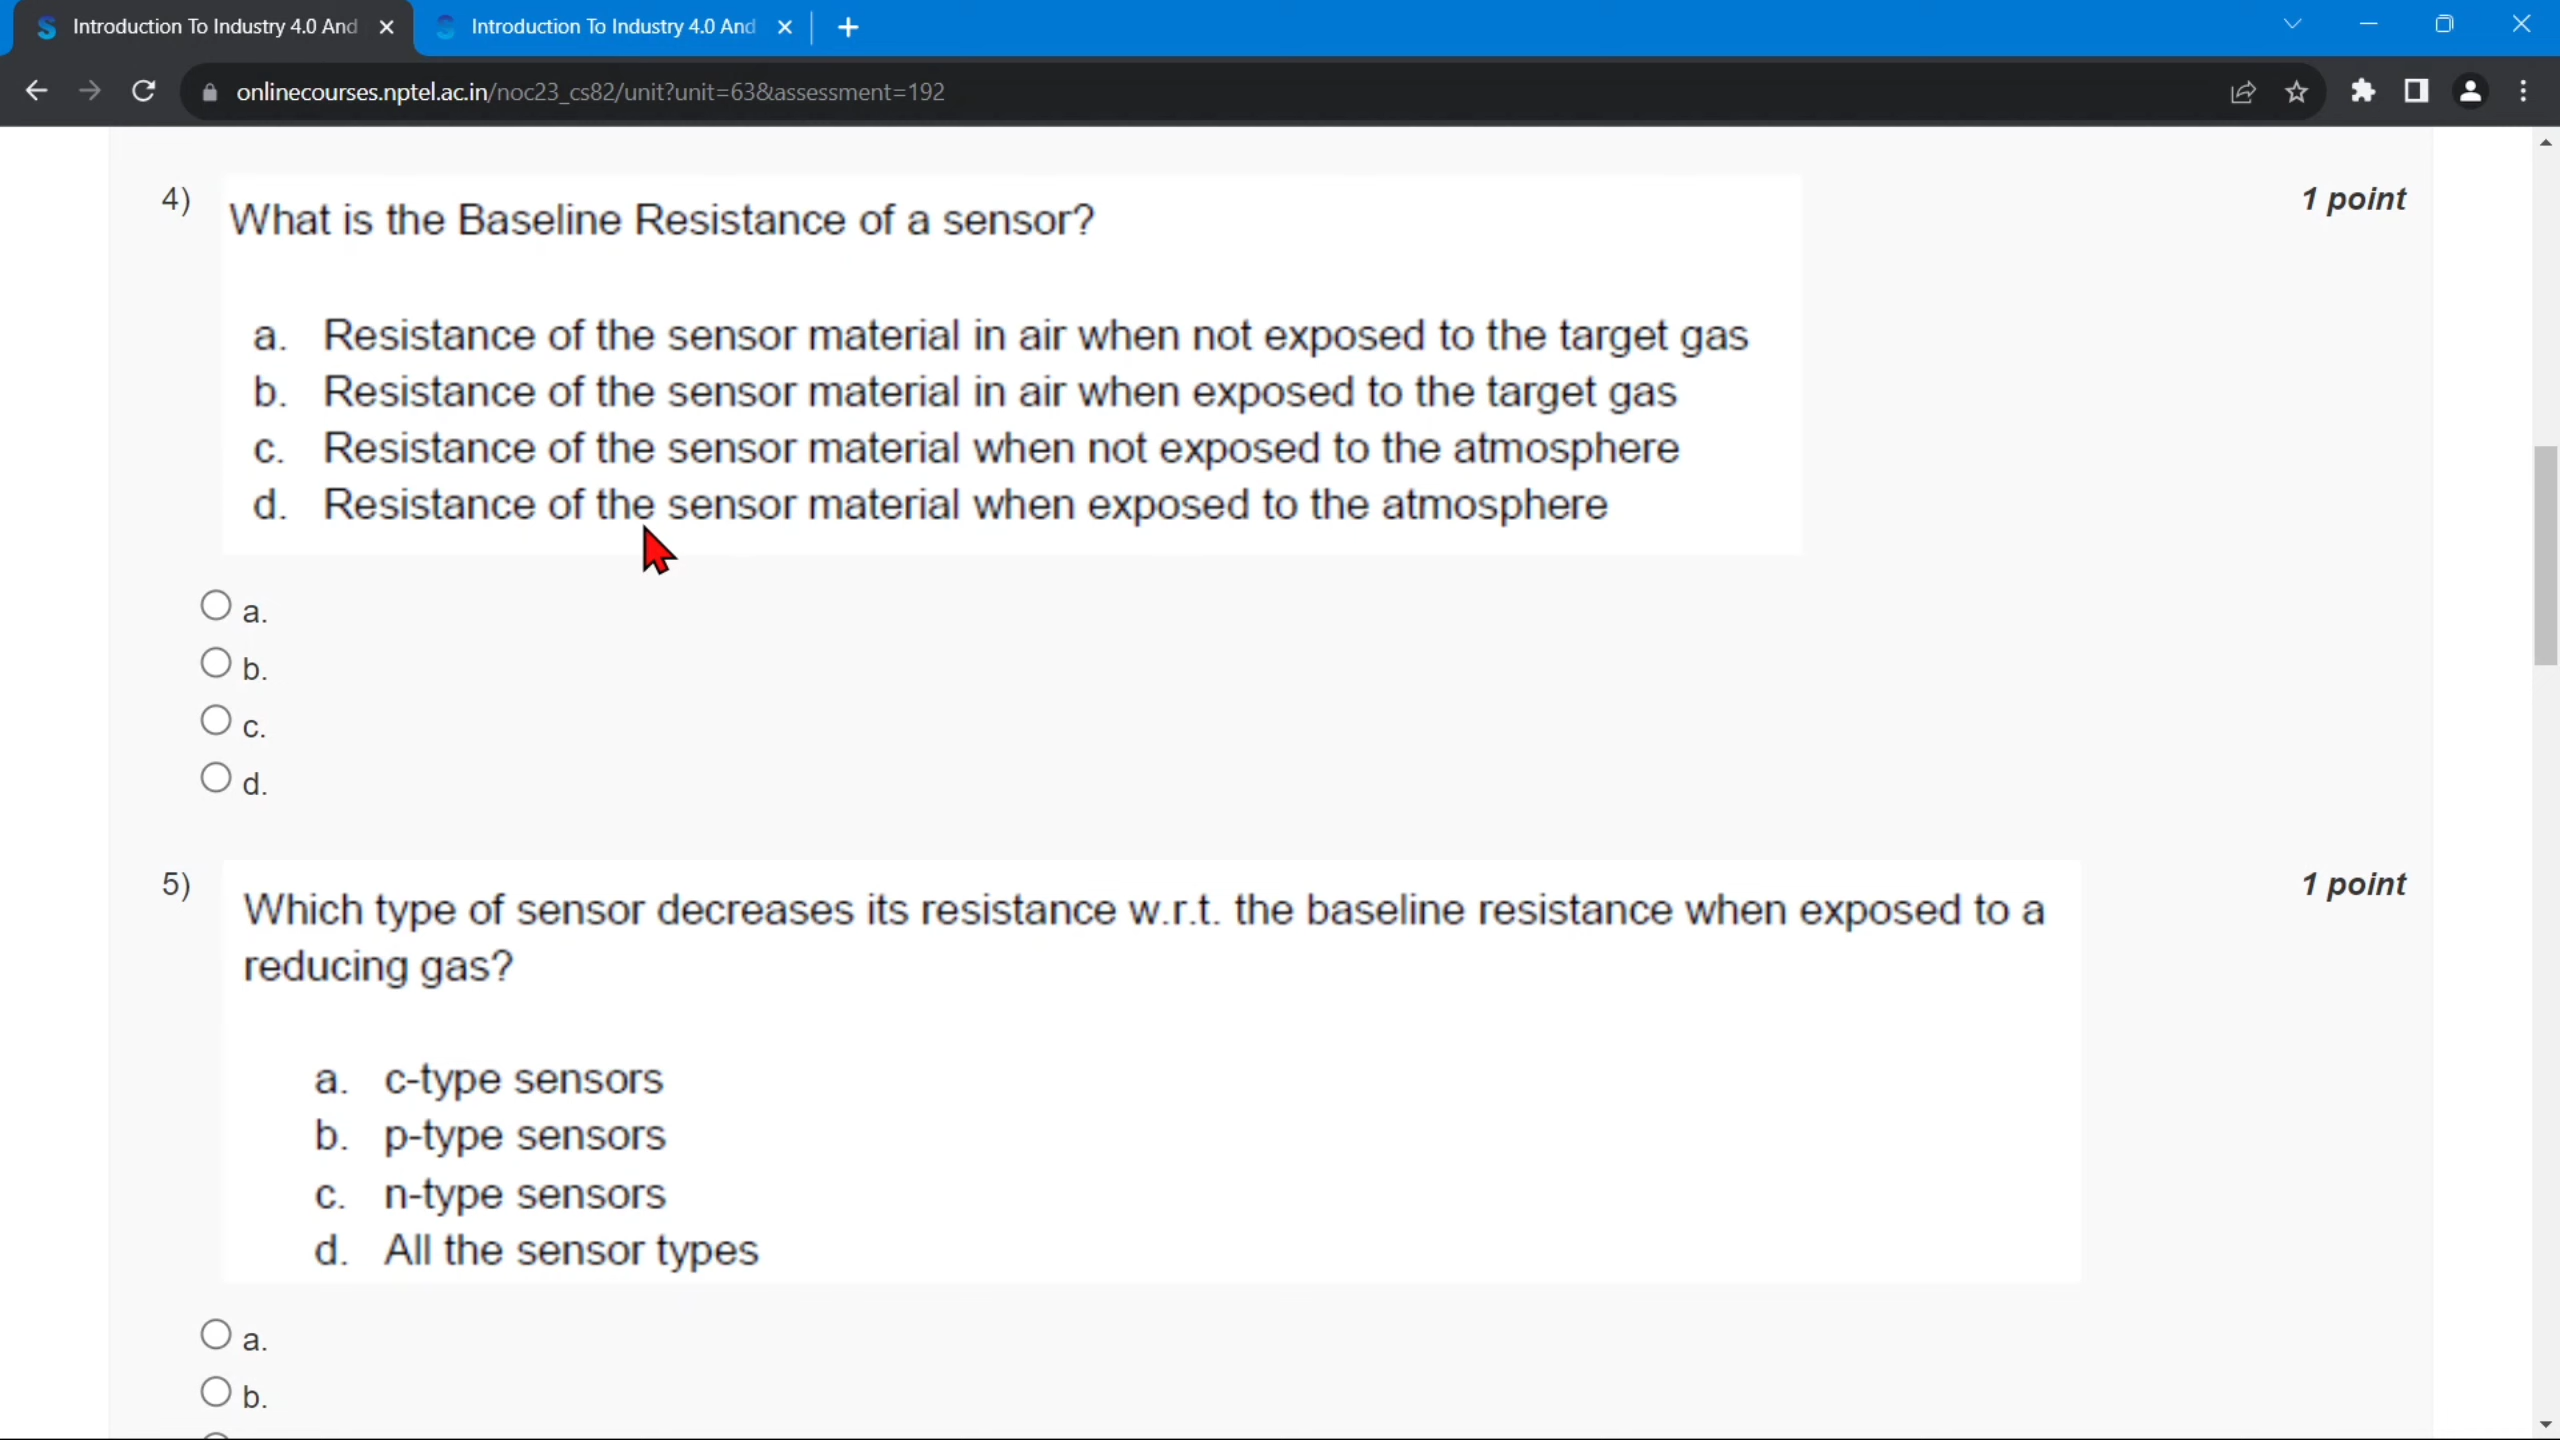 Introduction To Industry 4.0 And
Introduction To Industry 4.0 And
onlinecourses.nptel.ac.in/noc23_cs82/unit?unit=63&assessment=192
4)
What is the Baseline Resistance of a sensor?
1 point
a. Resistance of the sensor material in air when not exposed to the target gas
b. Resistance of the sensor material in air when exposed to the target gas
c. Resistance of the sensor material when not exposed to the atmosphere
d. Resistance of the sensor material when exposed to the atmosphere
a.
b.
c.
d.
5)
Which type of sensor decreases its resistance w.r.t. the baseline resistance when exposed to a
1 point
reducing gas?
a. c-type sensors
b. p-type sensors
c. n-type sensors
d. All the sensor types
a.
b.